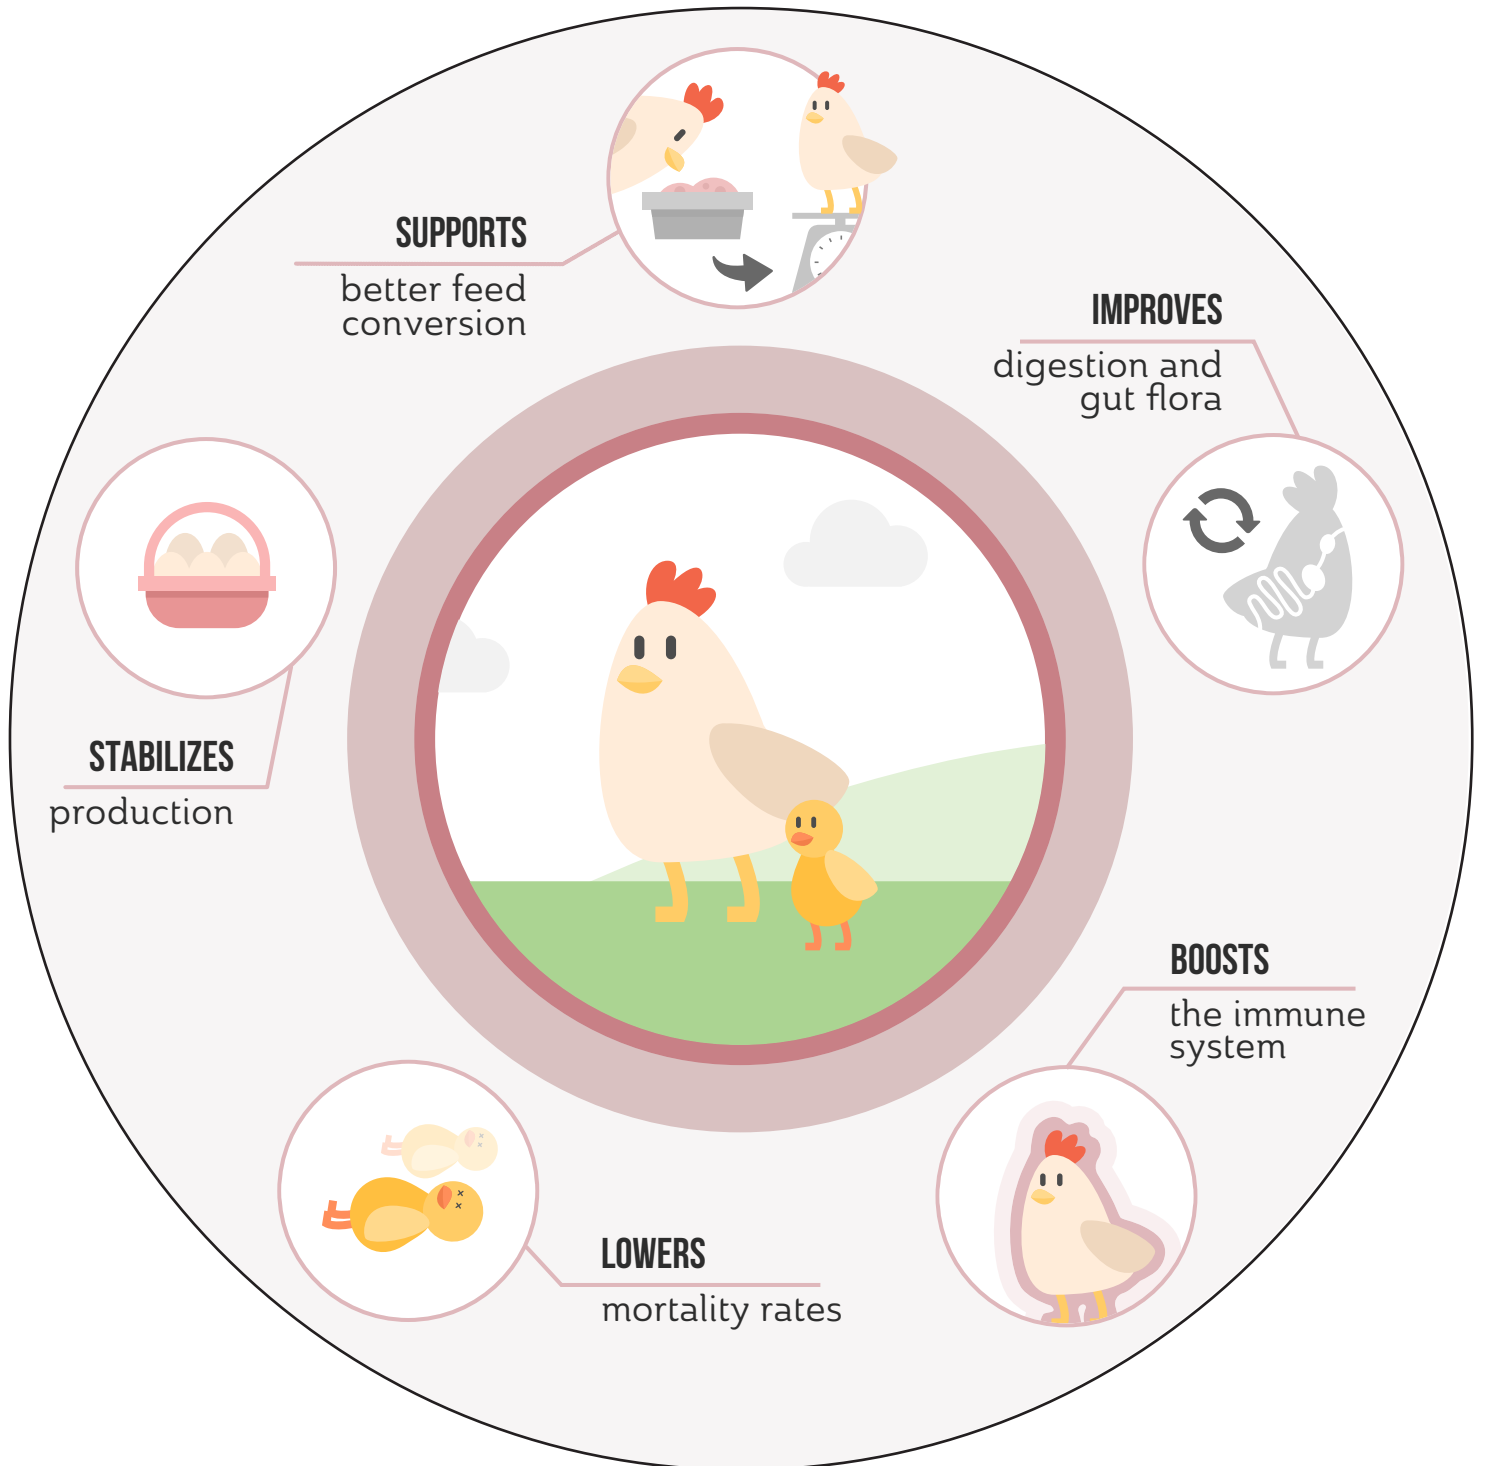 SUPPORTS
better feed
conversion
IMPROVES
digestion and
gut flora
STABILIZES
production
BOOSTS
the immune
system
LOWERS
mortality rates